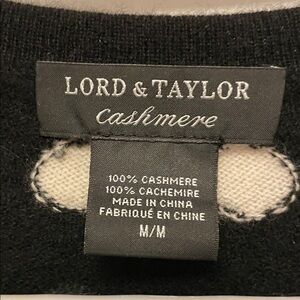 LORD & TAYLOR
cashmere
100% CASHMERE
100% CACHEMIRE
MADE IN CHINA
FABRIQUÉ EN CHINE
M/M